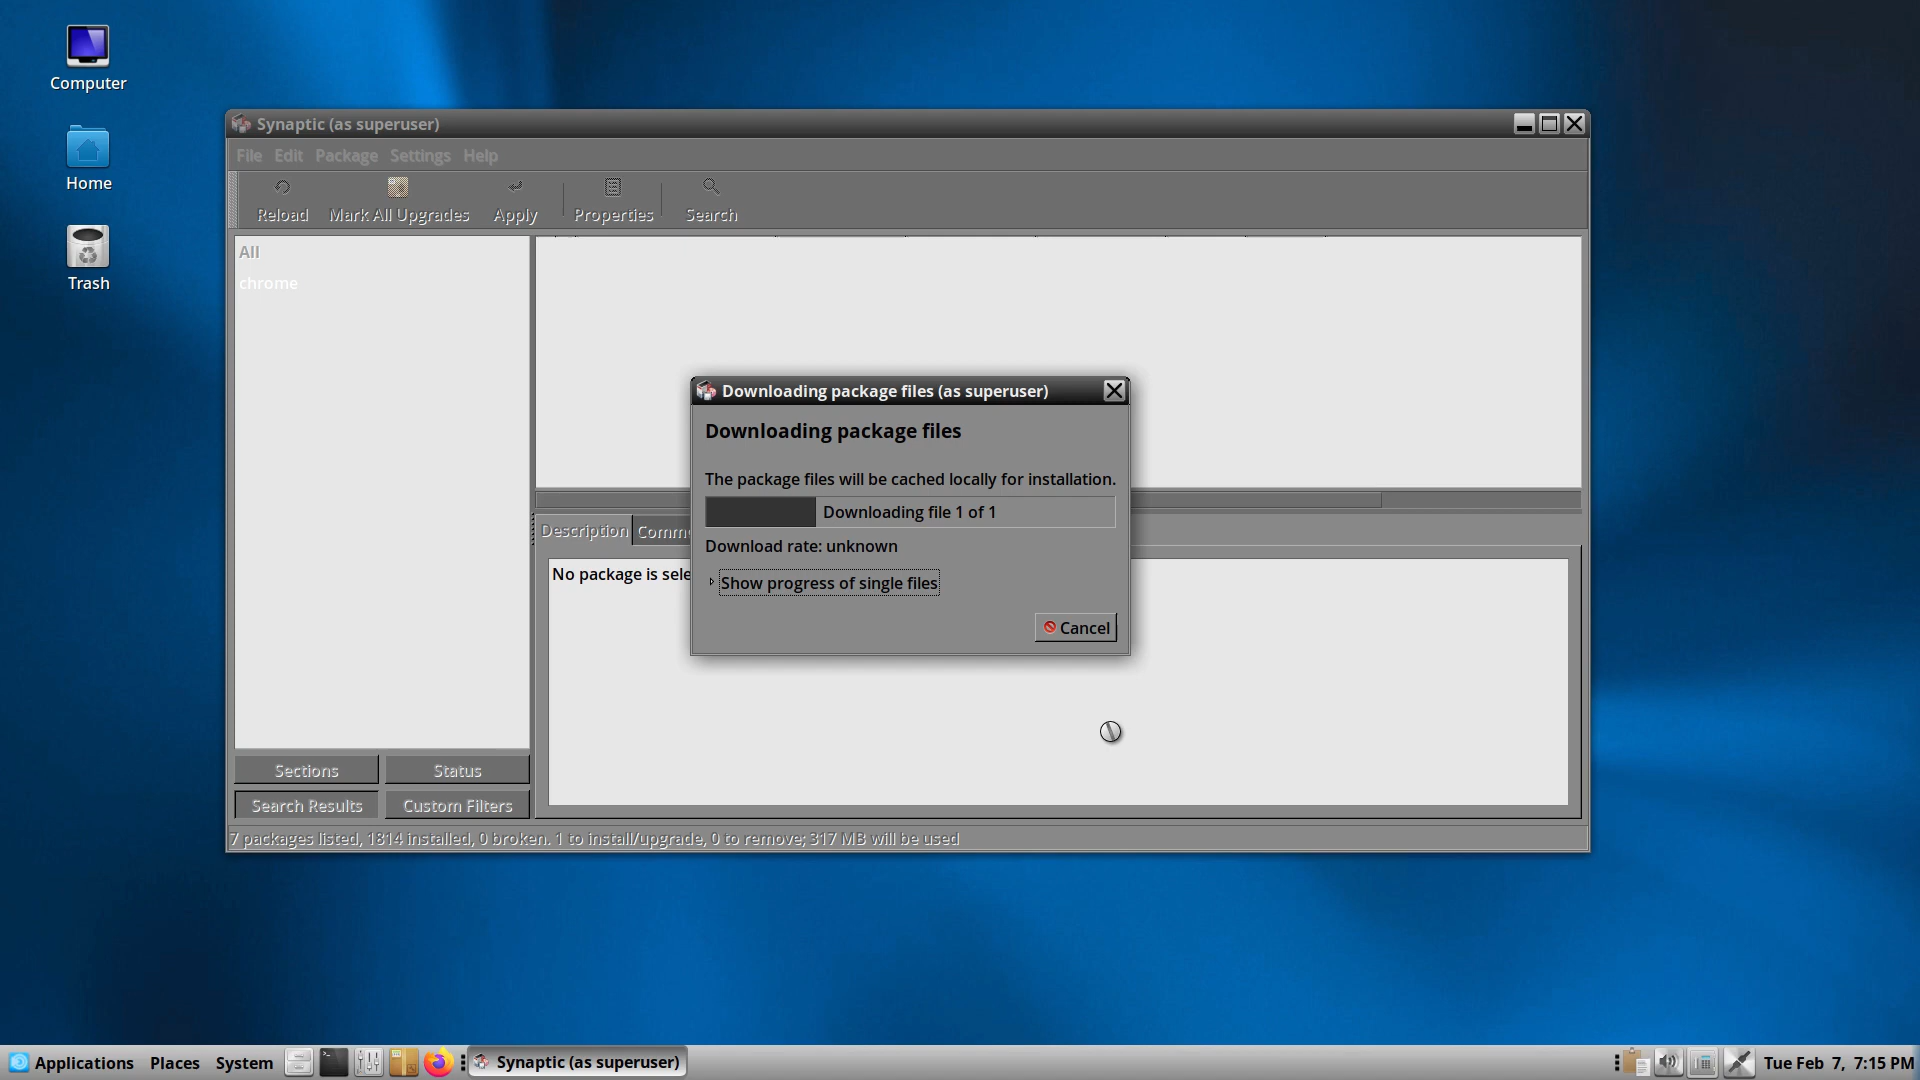 Computer
Home
Trash
Synaptic (as superuser)
File Edit Package Settings Help
Reload Mark All Upgrades Apply Properties Search
All
chrome
Downloading package files (as superuser)
Downloading package files
The package files will be cached locally for installation.
Downloading file 1 of 1
Download rate: unknown
Show progress of single files
Cancel
Description Comm
No package is sele
Sections Status
Search Results Custom Filters
7 packages listed, 1814 installed, 0 broken. 1 to install/upgrade, 0 to remove; 317 MB will be used
Applications Places System Synaptic (as superuser) Tue Feb 7, 7:15 PM